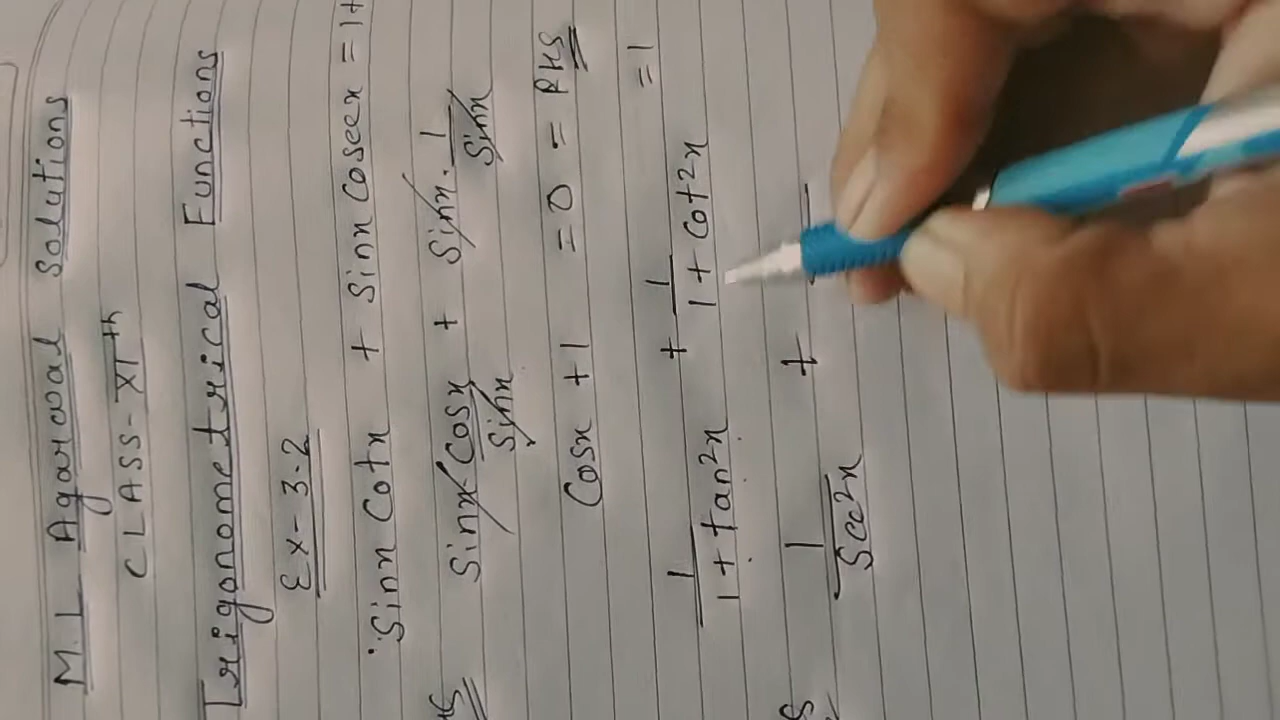 M.L Agarwal Solutions
CLASS-XIth
Trigonometrical Functions
Ex-3.2
Sinx Cotx + Sinx Cosecx = 1+
Sinx Cosx/Sinx + Sinx . 1/Sinx
Cosx + 1 = 0 = RHS
1/1 + tan²x + 1/1 + cot²x = 1
1/Sec²x +